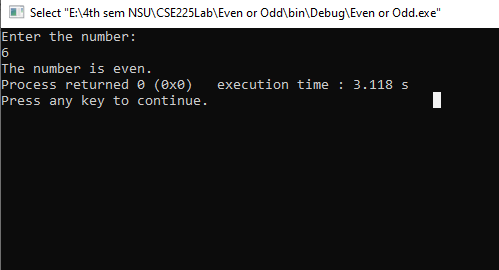 Select "E:\4th sem NSU\CSE225Lab\Even or Odd\bin\Debug\Even or Odd.exe"
Enter the number:
6
The number is even.
Process returned 0 (0x0)   execution time : 3.118 s
Press any key to continue.